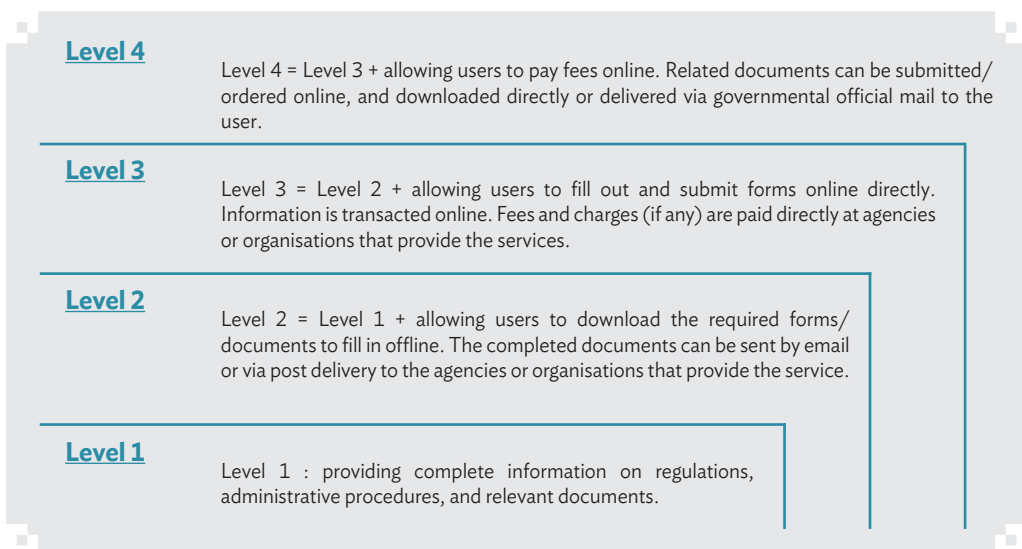 Level 4
Level 4 = Level 3 + allowing users to pay fees online. Related documents can be submitted/
ordered online, and downloaded directly or delivered via governmental official mail to the
user.
Level 3
Level 3 = Level 2 + allowing users to fill out and submit forms online directly.
Information is transacted online. Fees and charges (if any) are paid directly at agencies
or organisations that provide the services.
Level 2
Level 2 = Level 1 + allowing users to download the required forms/
documents to fill in offline. The completed documents can be sent by email
or via post delivery to the agencies or organisations that provide the service.
Level 1
Level 1 : providing complete information on regulations,
administrative procedures, and relevant documents.